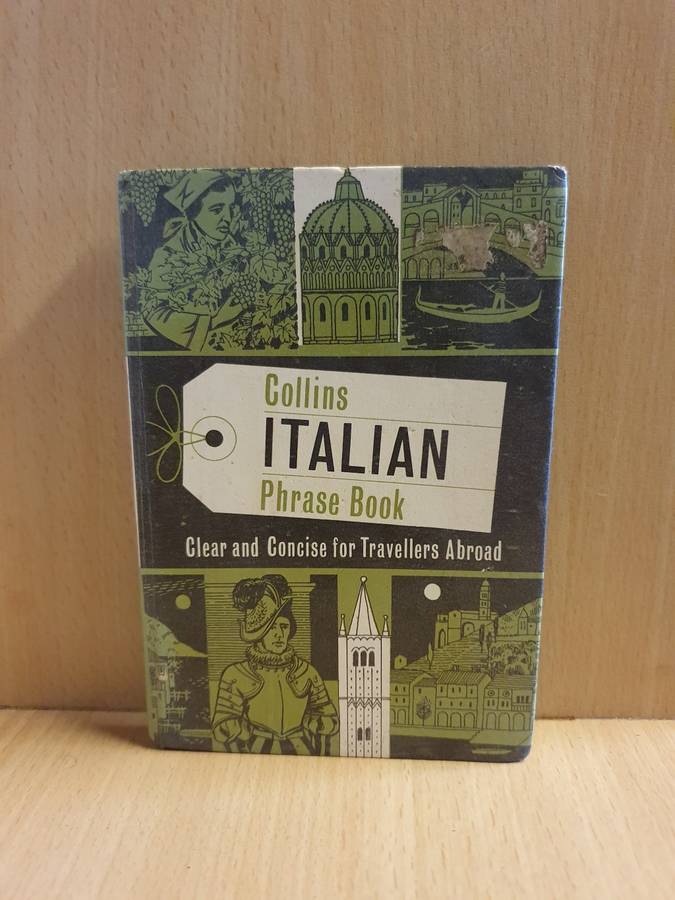 Collins
ITALIAN
Phrase Book
Clear and Concise for Travellers Abroad